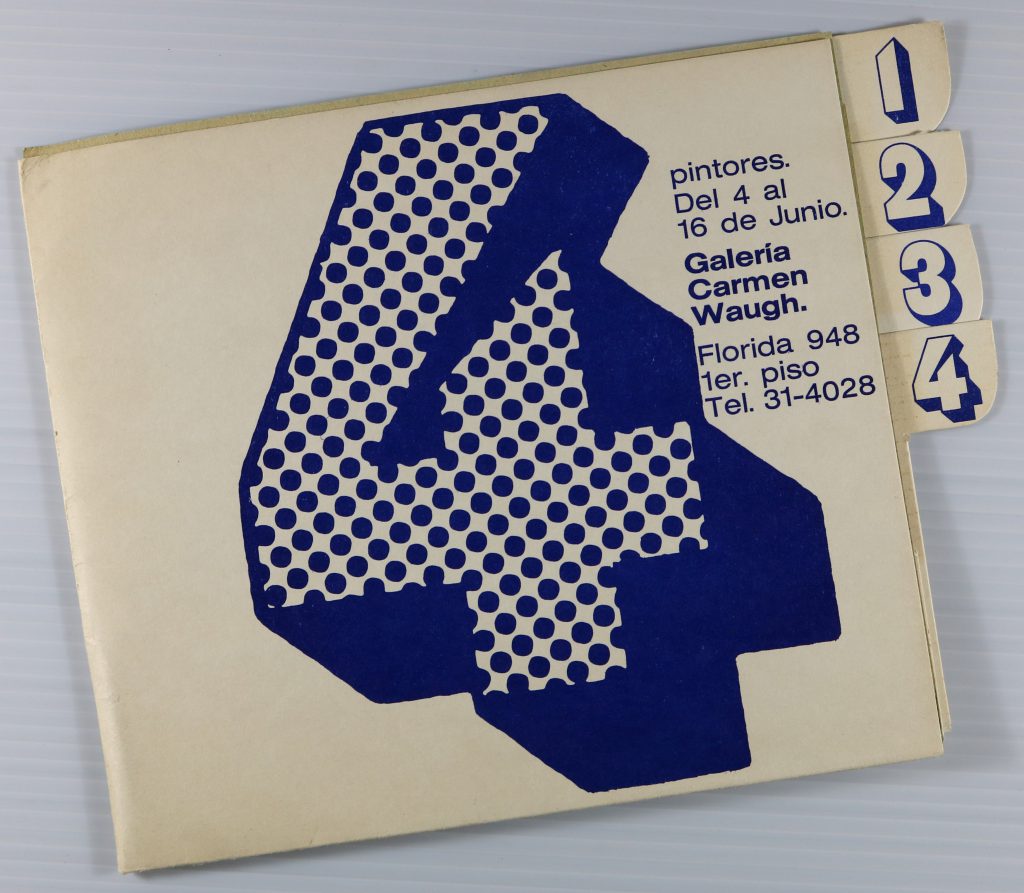 4
pintores.
Del 4 al
16 de Junio.
Galería
Carmen
Waugh.
Florida 948
1er. piso
Tel. 31-4028
1
2
3
4